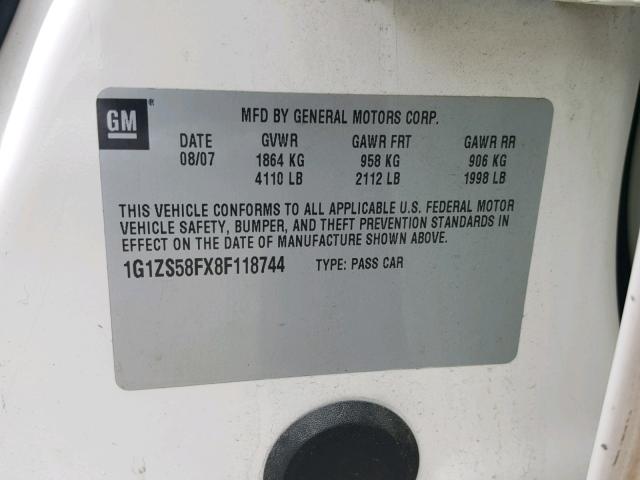 GM®
MFD BY GENERAL MOTORS CORP.
DATE GVWR GAWR FRT GAWR RR
08/07 1864 KG 958 KG 906 KG
4110 LB 2112 LB 1998 LB
THIS VEHICLE CONFORMS TO ALL APPLICABLE U.S. FEDERAL MOTOR
VEHICLE SAFETY, BUMPER, AND THEFT PREVENTION STANDARDS IN
EFFECT ON THE DATE OF MANUFACTURE SHOWN ABOVE.
1G1ZS58FX8F118744 TYPE: PASS CAR